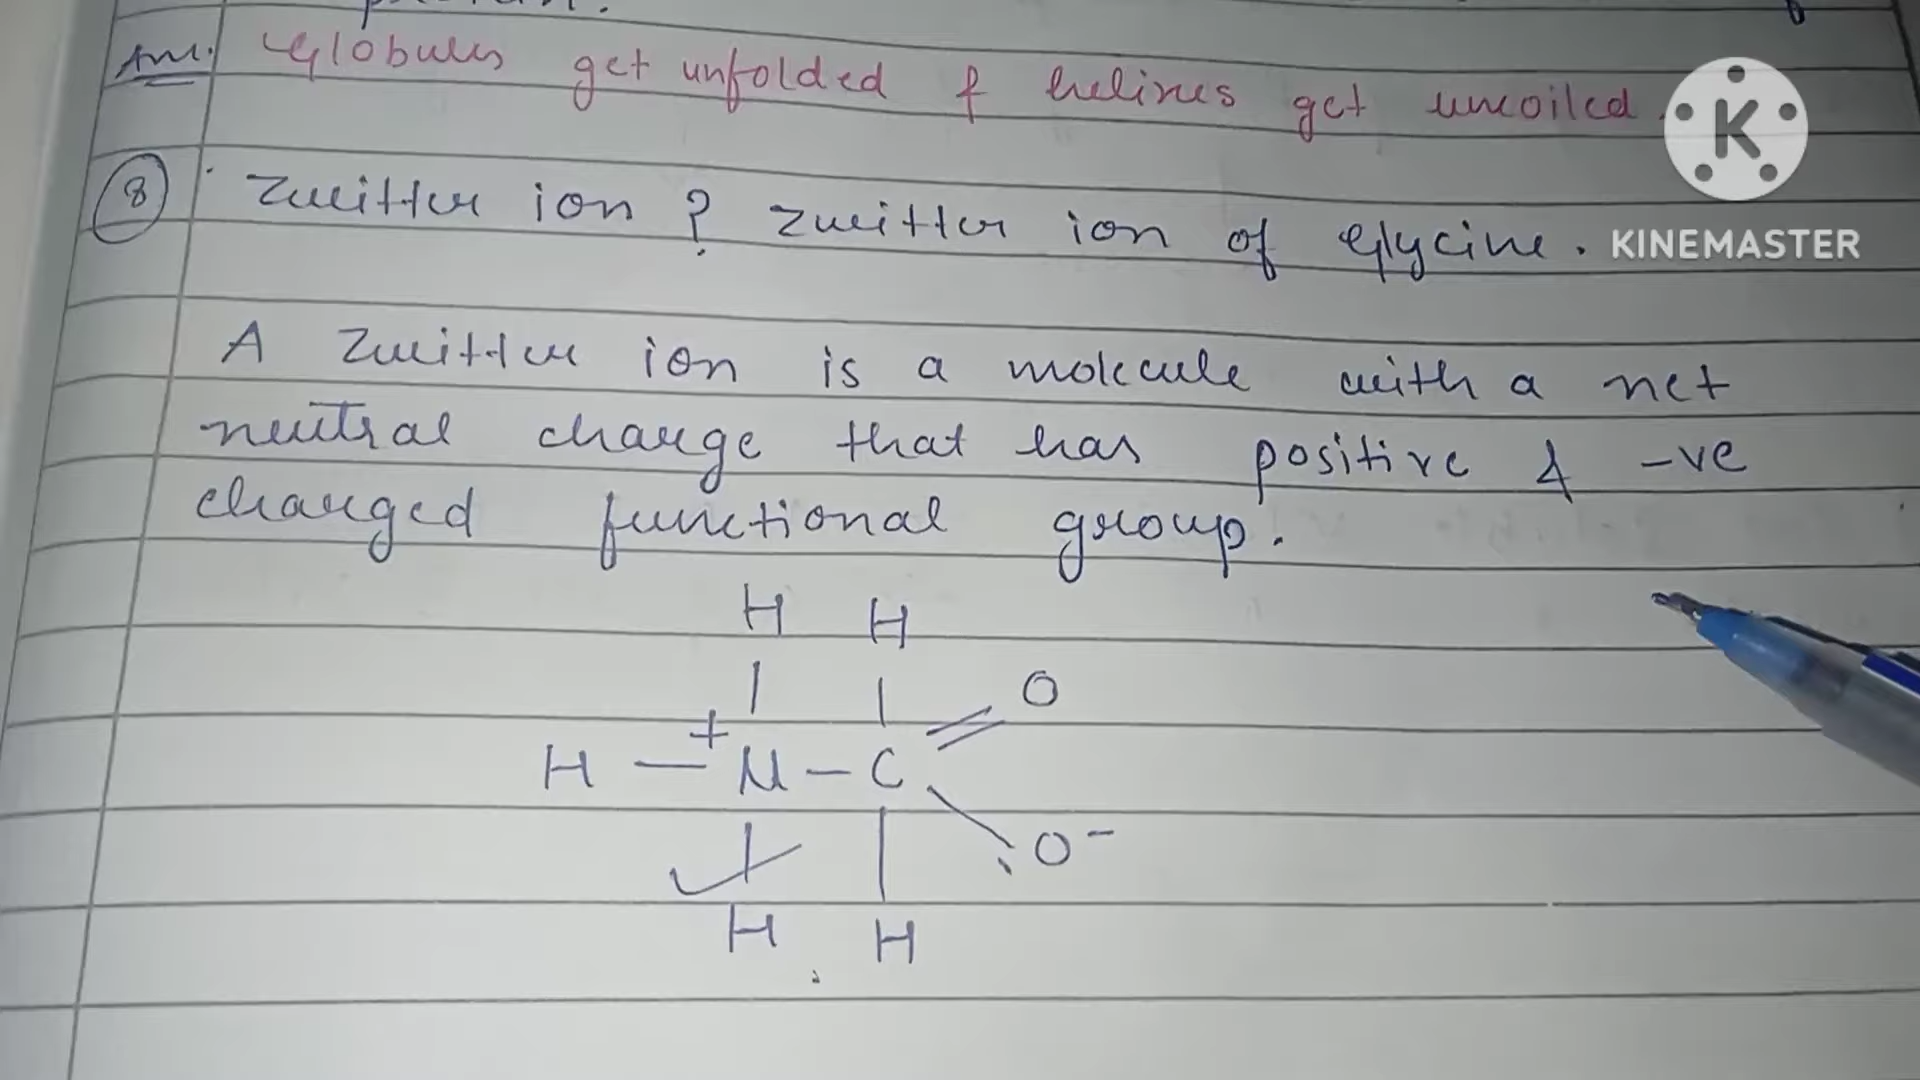 Ans. Globules get unfolded & helixes get uncoiled.
8 Zwitter ion ? Zwitter ion of Glycine.
KINEMASTER
A Zwitter ion is a molecule with a net
neutral charge that has positive & -ve
charged functional group.
H H
O
+
H — N — C
O-
H H